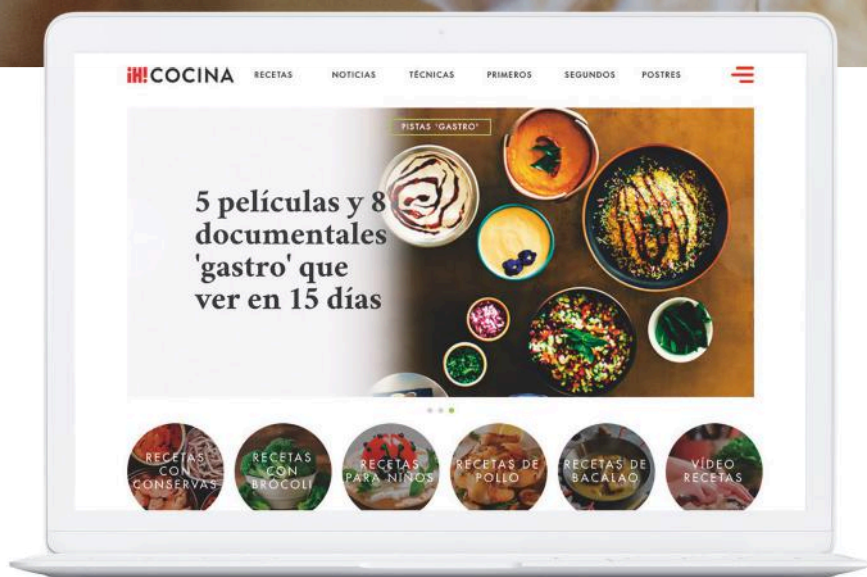 ¡H!COCINA
RECETAS NOTICIAS TÉCNICAS PRIMEROS SEGUNDOS POSTRES
PISTAS 'GASTRO'
5 películas y 8
documentales
'gastro' que
ver en 15 días
RECETAS
CON
CONSERVAS
RECETAS
CON
BRÓCOLI
RECETAS
PARA NIÑOS
RECETAS DE
POLLO
RECETAS DE
BACALAO
VÍDEO
RECETAS